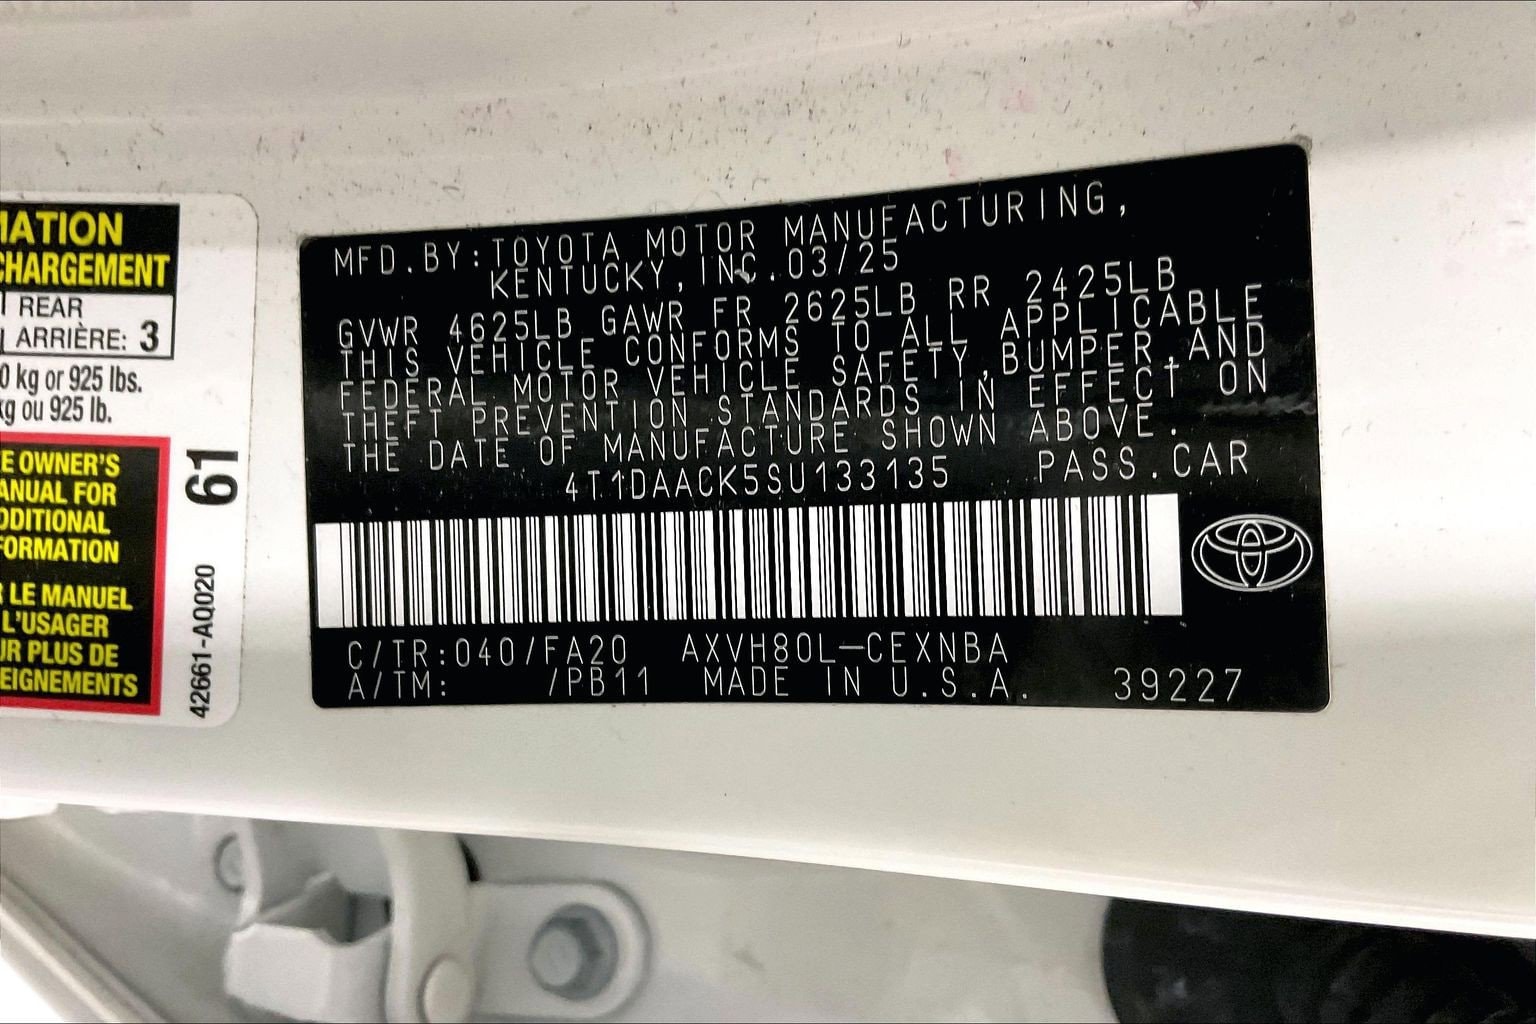 MATION
CHARGEMENT
REAR
ARRIÈRE: 3
0 kg or 925 lbs.
kg ou 925 lb.
E OWNER'S
ANUAL FOR
DDITIONAL
FORMATION
R LE MANUEL
L'USAGER
UR PLUS DE
EIGNEMENTS
61
42661-AQ020
MFD.BY:TOYOTA MOTOR MANUFACTURING,
KENTUCKY, INC.03/25
GVWR 4625LB GAWR FR 2625LB RR 2425LB
THIS VEHICLE CONFORMS TO ALL APPLICABLE
FEDERAL MOTOR VEHICLE SAFETY,BUMPER,AND
THEFT PREVENTION STANDARDS IN EFFECT ON
THE DATE OF MANUFACTURE SHOWN ABOVE.
4T1DAACK5SU133135 PASS.CAR
C/TR:040/FA20 AXVH80L-CEXNBA
A/TM: /PB11 MADE IN U.S.A. 39227